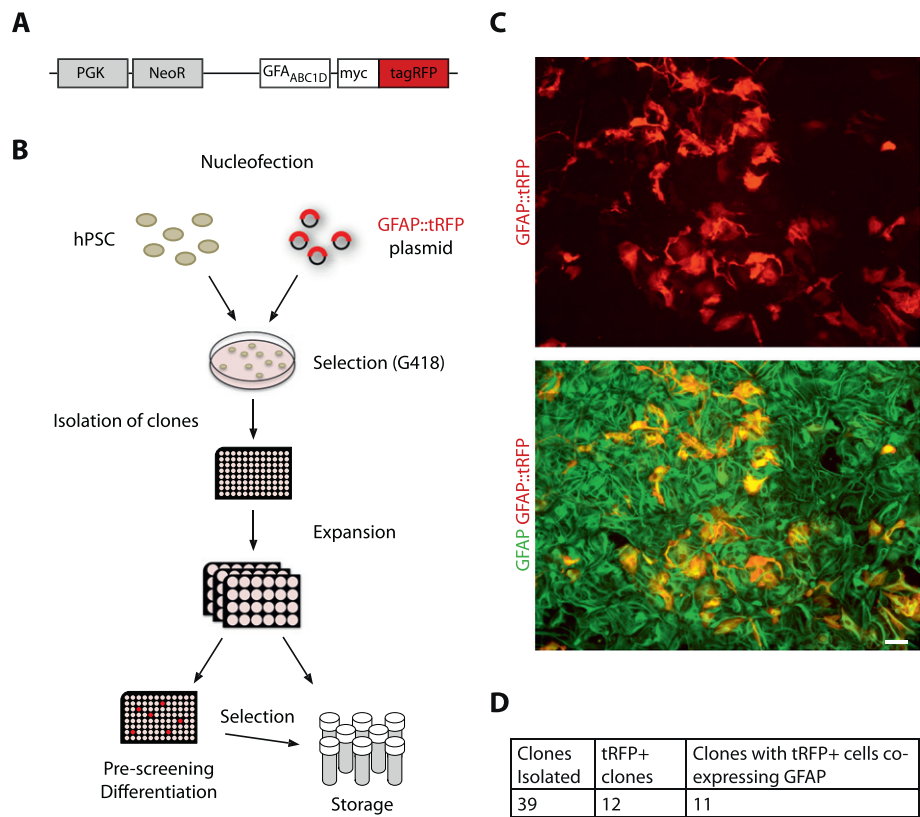 A
PGK
NeoR
GFA ABC1D
myc
tagRFP
B
Nucleofection
hPSC
GFAP::tRFP
plasmid
Selection (G418)
Isolation of clones
Expansion
Selection
Pre-screening
Differentiation
Storage
C
GFAP::tRFP
GFAP GFAP::tRFP
D
Clones Isolated
tRFP+ clones
Clones with tRFP+ cells co-
expressing GFAP
39
12
11